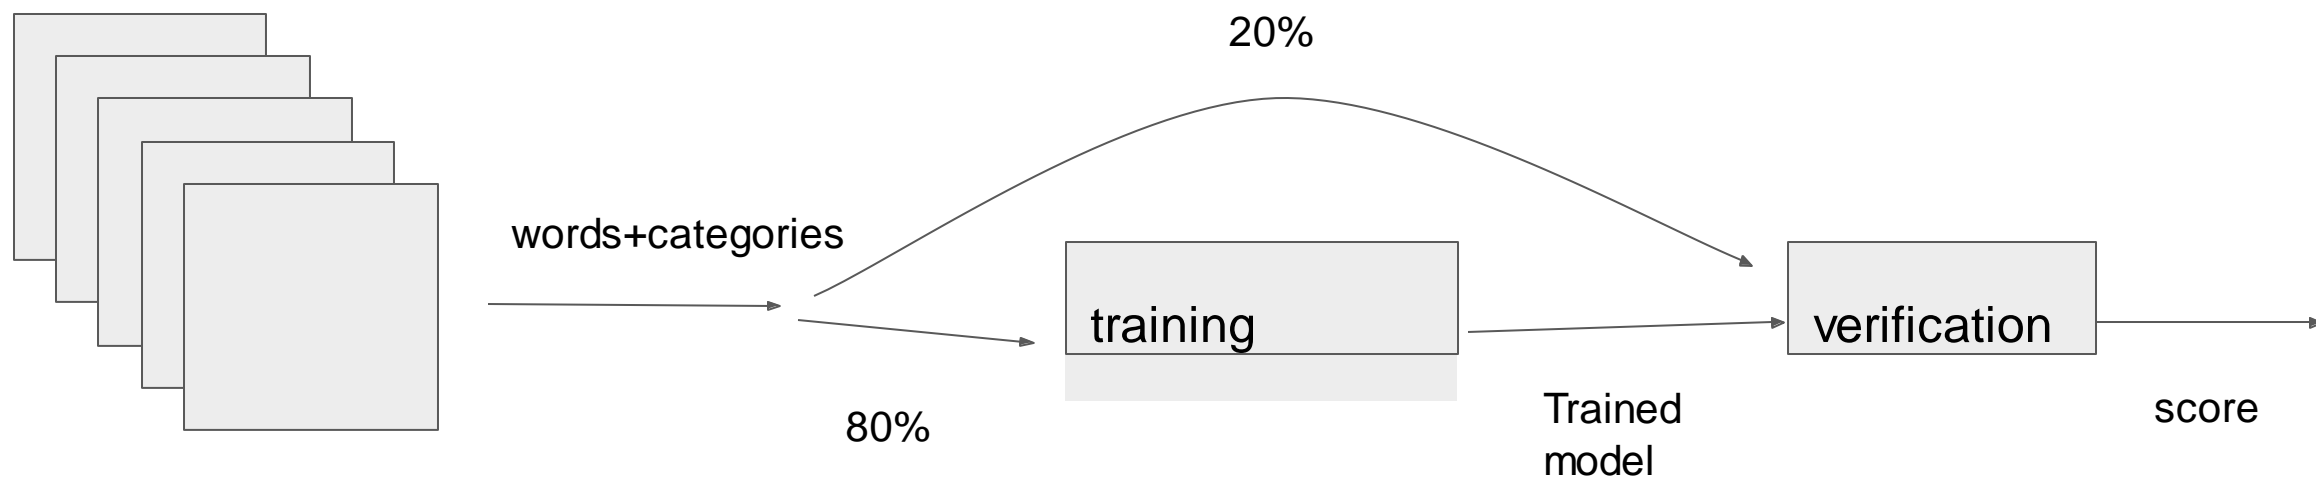 20%
words+categories
training
verification
80%
Trained
model
score